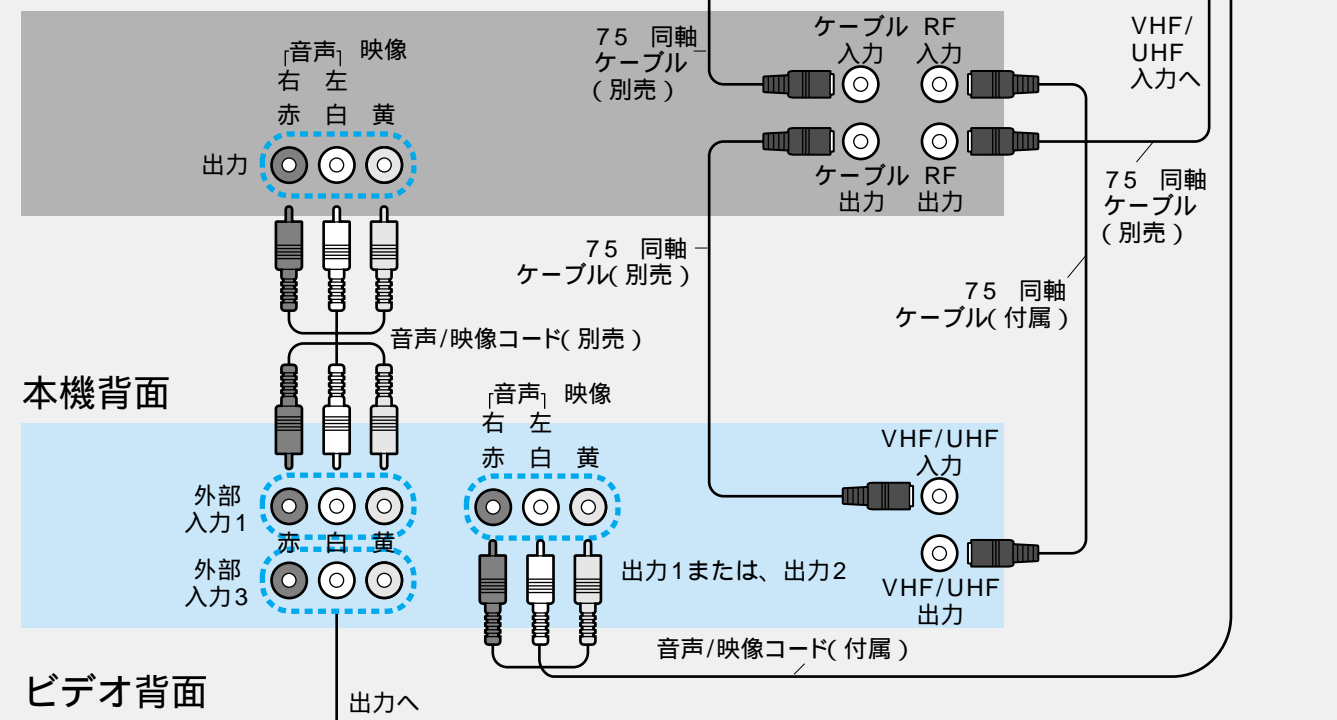 ┌音声┐ 映像
右 左
赤 白 黄
出力
75 同軸
ケーブル
(別売)
ケーブル RF
入力 入力
ケーブル RF
出力 出力
VHF/
UHF
入力へ
75 同軸
ケーブル
(別売)
75 同軸
ケーブル(別売)
75 同軸
ケーブル(付属)
音声/映像コード(別売)
本機背面
┌音声┐ 映像
右 左
赤 白 黄
VHF/UHF
入力
外部
入力1
赤 白 黄
外部
入力3
出力1または、出力2
VHF/UHF
出力
音声/映像コード(付属)
ビデオ背面
出力へ